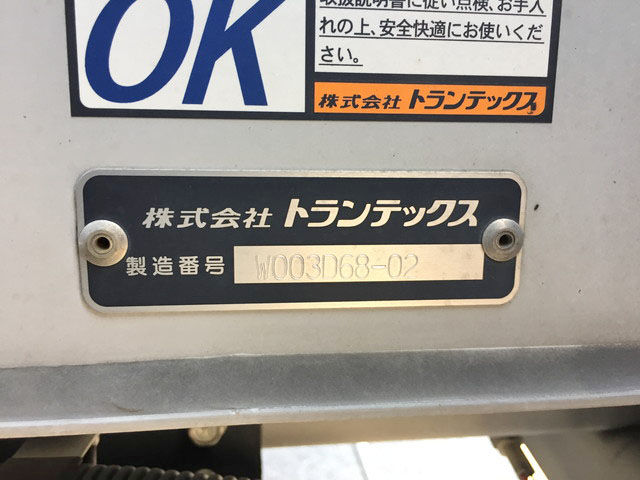 OK
取扱説明書に従い点検、お手入
れの上、安全快適にお使いくだ
さい。
株式会社 トランテックス
株式会社 トランテックス
製造番号 W003D68-02